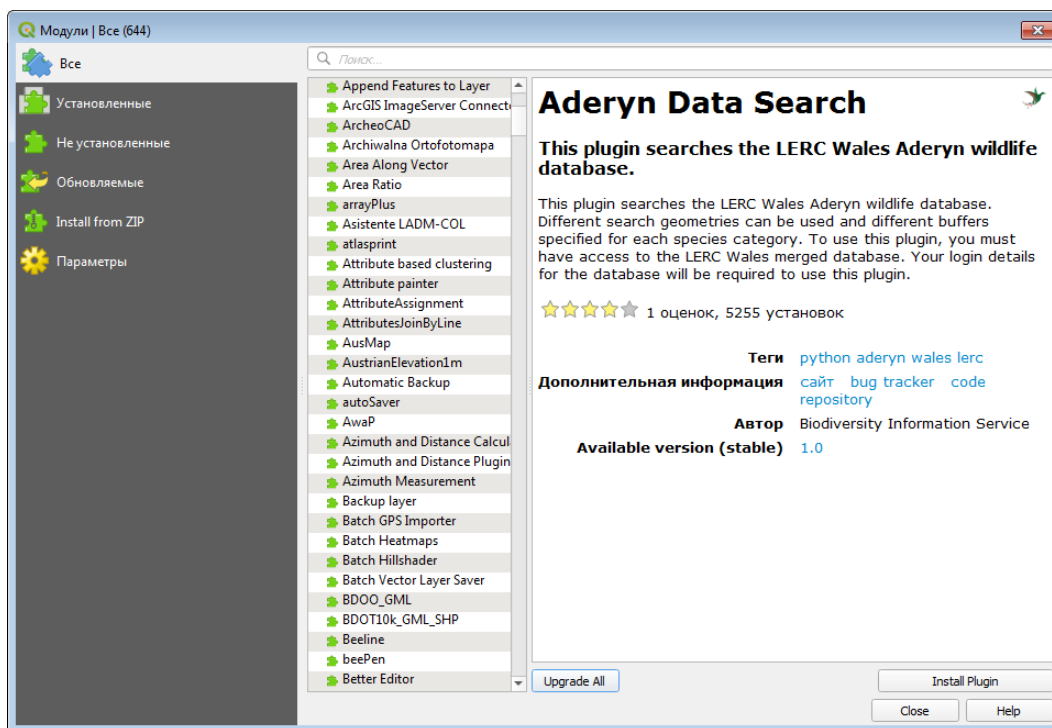 Модули | Все (644)
Все
Установленные
Не установленные
Обновляемые
Install from ZIP
Параметры
Поиск...
Append Features to Layer
ArcGIS ImageServer Connect
ArcheoCAD
Archiwalna Ortofotomapa
Area Along Vector
Area Ratio
arrayPlus
Asistente LADM-COL
atlasprint
Attribute based clustering
Attribute painter
AttributeAssignment
AttributesJoinByLine
AusMap
AustrianElevation1m
Automatic Backup
autoSaver
AwaP
Azimuth and Distance Calcul
Azimuth and Distance Plugin
Azimuth Measurement
Backup layer
Batch GPS Importer
Batch Heatmaps
Batch Hillshader
Batch Vector Layer Saver
BDOO_GML
BDOT10k_GML_SHP
Beeline
beePen
Better Editor
Aderyn Data Search
This plugin searches the LERC Wales Aderyn wildlife
database.
This plugin searches the LERC Wales Aderyn wildlife database.
Different search geometries can be used and different buffers
specified for each species category. To use this plugin, you must
have access to the LERC Wales merged database. Your login details
for the database will be required to use this plugin.
1 оценок, 5255 установок
Теги python aderyn wales lerc
Дополнительная информация сайт bug tracker code
repository
Автор Biodiversity Information Service
Available version (stable) 1.0
Upgrade All
Install Plugin
Close
Help